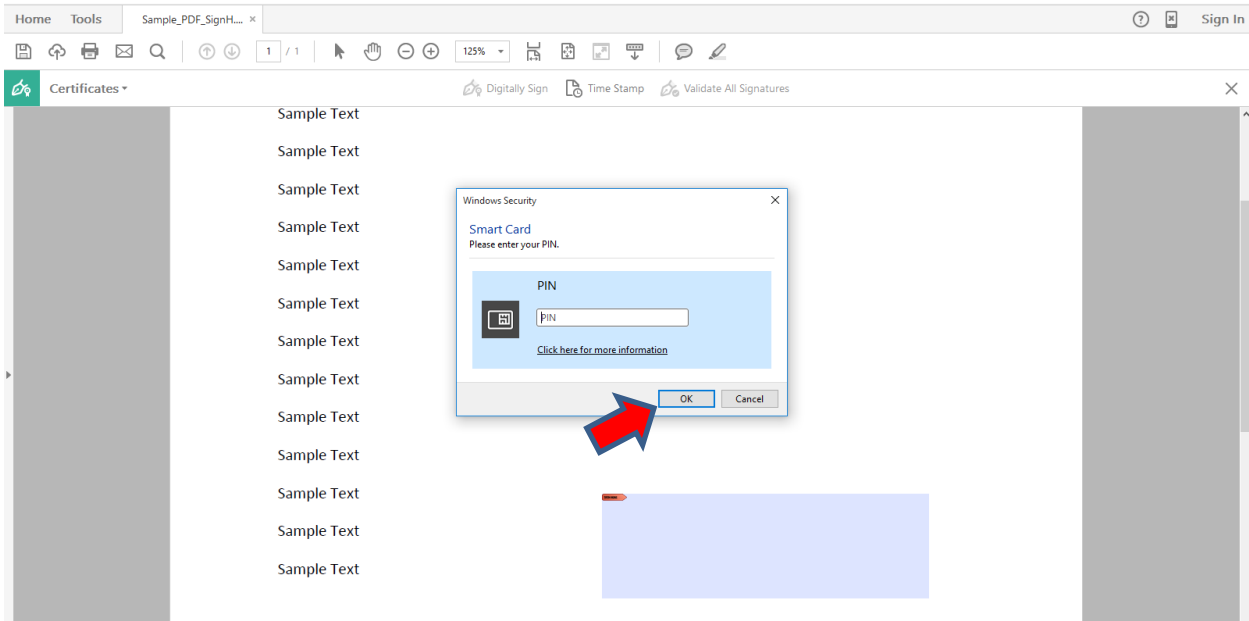 Home Tools Sample_PDF_SignH.... × Sign In
1 / 1 125%
Certificates Digitally Sign Time Stamp Validate All Signatures
Sample Text
Sample Text
Sample Text
Sample Text
Sample Text
Sample Text
Sample Text
Sample Text
Sample Text
Sample Text
Sample Text
Sample Text
Sample Text
Windows Security
Smart Card
Please enter your PIN.
PIN
PIN
Click here for more information
OK Cancel